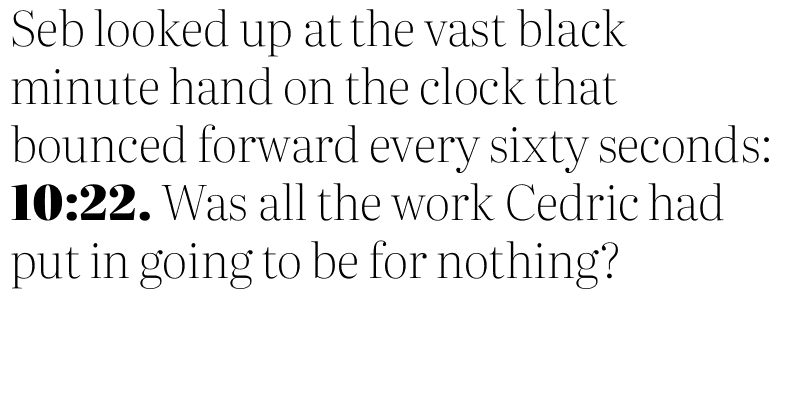 Seb looked up at the vast black
minute hand on the clock that
bounced forward every sixty seconds:
10:22. Was all the work Cedric had
put in going to be for nothing?